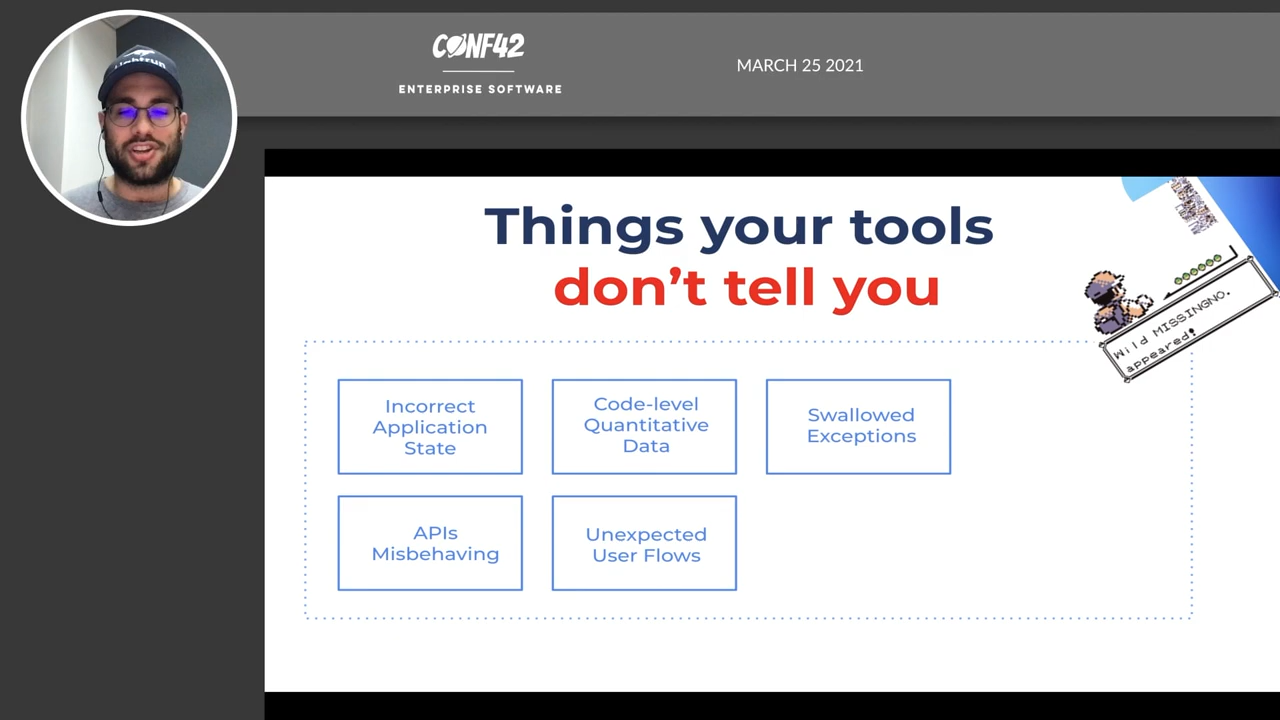 CONF42
ENTERPRISE SOFTWARE
MARCH 25 2021
Things your tools
don't tell you
Wild MISSINGNO.
appeared!
Incorrect
Application
State
Code-level
Quantitative
Data
Swallowed
Exceptions
APIs
Misbehaving
Unexpected
User Flows